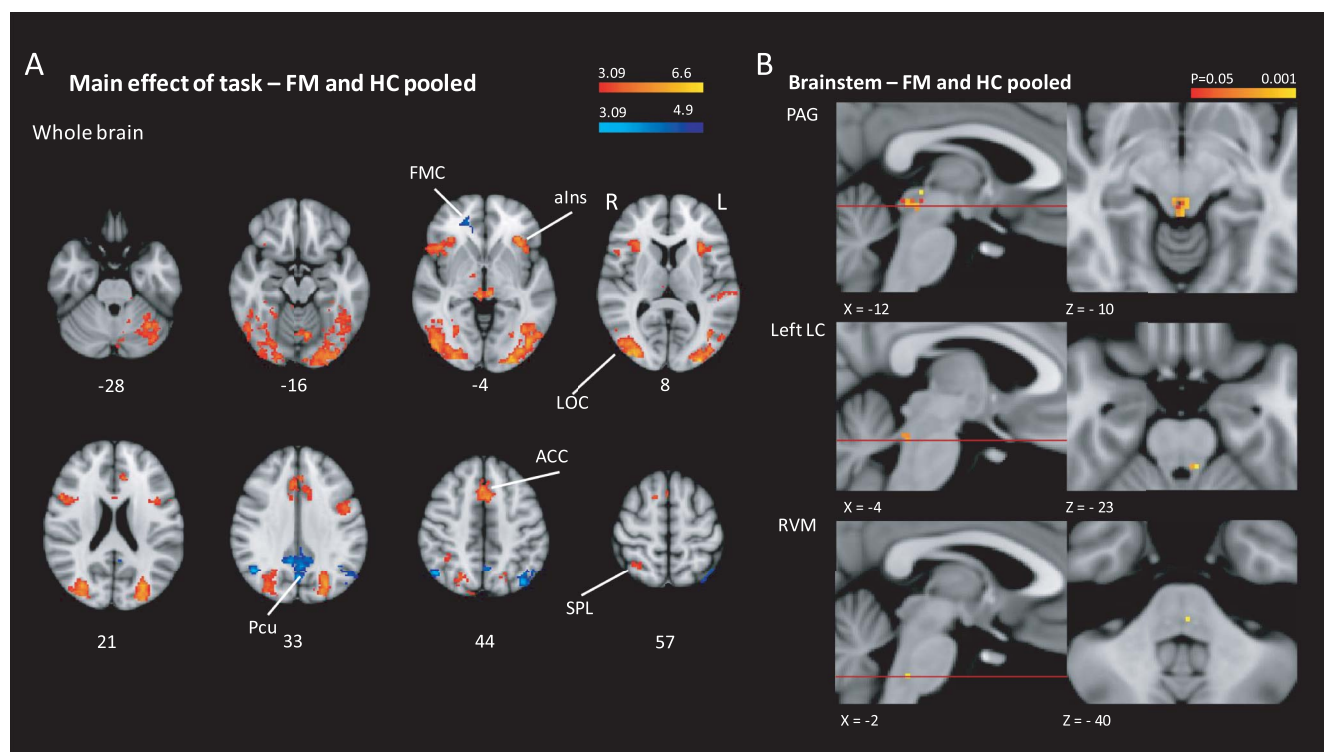 A
Main effect of task – FM and HC pooled
3.09 6.6
3.09 4.9
Whole brain
FMC
aIns
R L
-28 -16 -4 8
LOC
ACC
SPL
Pcu
21 33 44 57
B
Brainstem – FM and HC pooled
P=0.05 0.001
PAG
X = -12 Z = - 10
Left LC
X = -4 Z = - 23
RVM
X = -2 Z = - 40